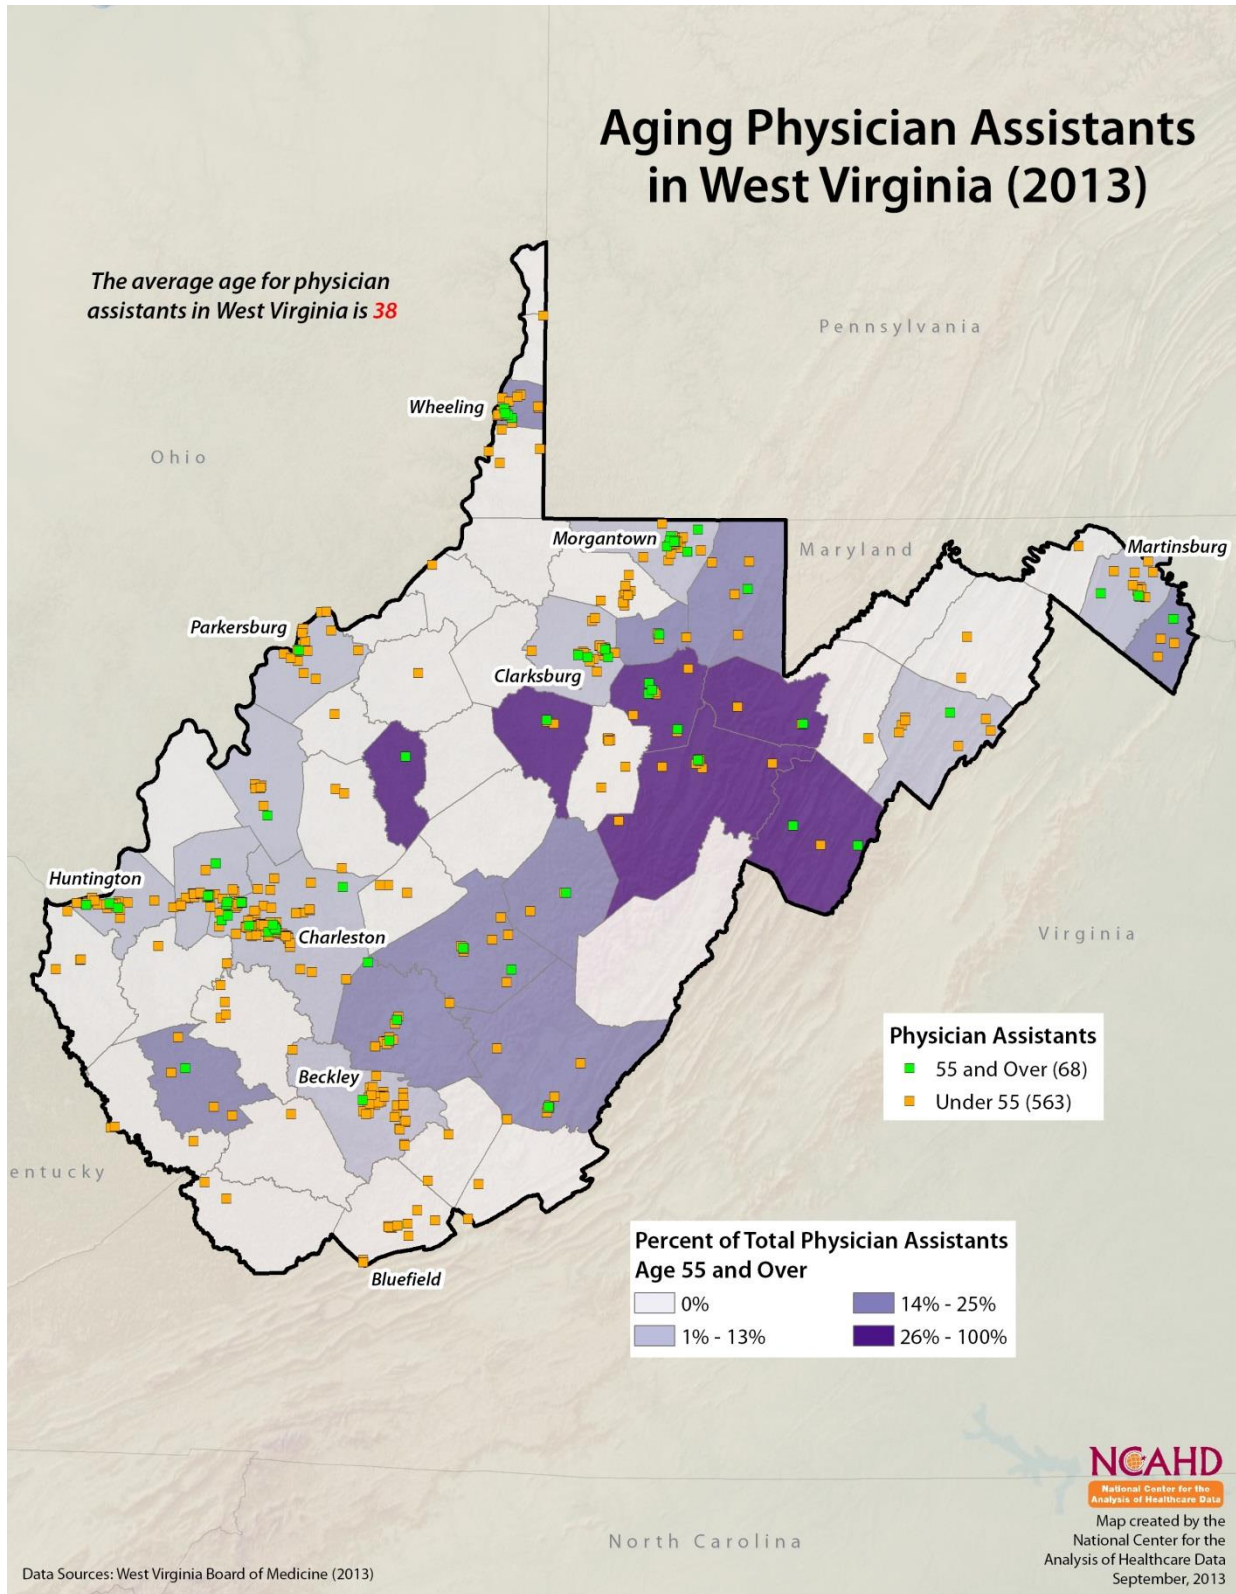 Aging Physician Assistants
in West Virginia (2013)
The average age for physician
assistants in West Virginia is 38
Pennsylvania
Wheeling
Ohio
Morgantown
Maryland
Martinsburg
Parkersburg
Clarksburg
Huntington
Charleston
Virginia
Beckley
entucky
Bluefield
Physician Assistants
55 and Over (68)
Under 55 (563)
Percent of Total Physician Assistants
Age 55 and Over
0%
14% - 25%
1% - 13%
26% - 100%
NCAHD
National Center for the
Analysis of Healthcare Data
North Carolina
Map created by the
National Center for the
Analysis of Healthcare Data
September, 2013
Data Sources: West Virginia Board of Medicine (2013)